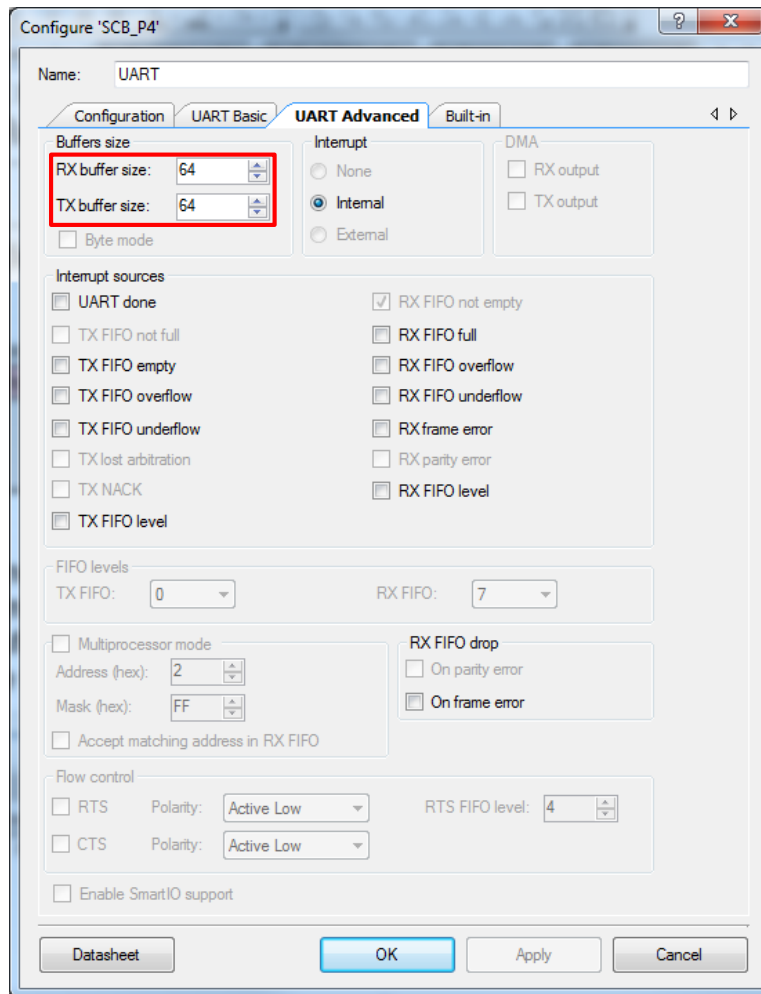 Configure 'SCB_P4'
Name: UART
Configuration UART Basic UART Advanced Built-in
Buffers size
RX buffer size: 64
TX buffer size: 64
Byte mode
Interrupt
None
Internal
External
DMA
RX output
TX output
Interrupt sources
UART done RX FIFO not empty
TX FIFO not full RX FIFO full
TX FIFO empty RX FIFO overflow
TX FIFO overflow RX FIFO underflow
TX FIFO underflow RX frame error
TX lost arbitration RX parity error
TX NACK RX FIFO level
TX FIFO level
FIFO levels
TX FIFO: 0 RX FIFO: 7
Multiprocessor mode
Address (hex): 2
Mask (hex): FF
Accept matching address in RX FIFO
RX FIFO drop
On parity error
On frame error
Flow control
RTS Polarity: Active Low RTS FIFO level: 4
CTS Polarity: Active Low
Enable SmartIO support
Datasheet OK Apply Cancel